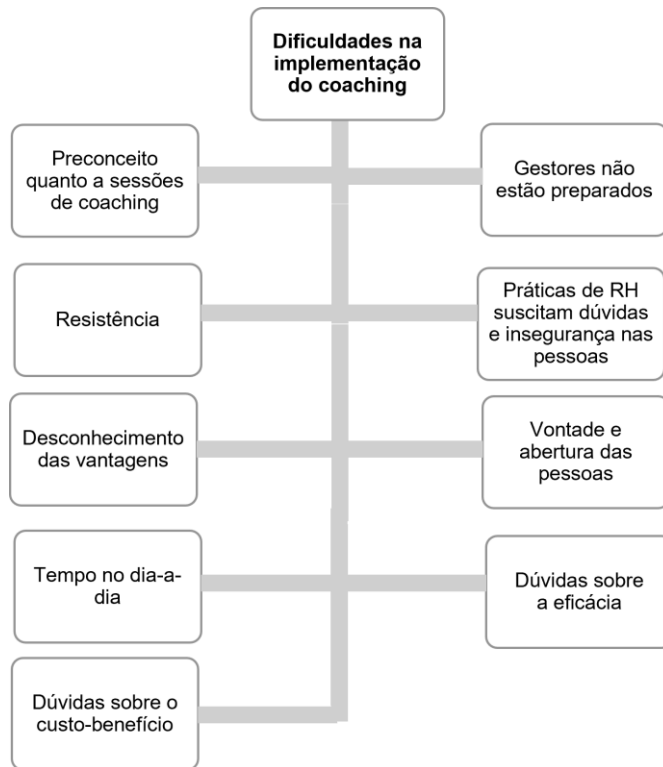 Dificuldades na
implementação
do coaching
Preconceito
quanto a sessões
de coaching
Gestores não
estão preparados
Resistência
Práticas de RH
suscitam dúvidas
e insegurança nas
pessoas
Desconhecimento
das vantagens
Vontade e
abertura das
pessoas
Tempo no dia-a-
dia
Dúvidas sobre
a eficácia
Dúvidas sobre o
custo-benefício